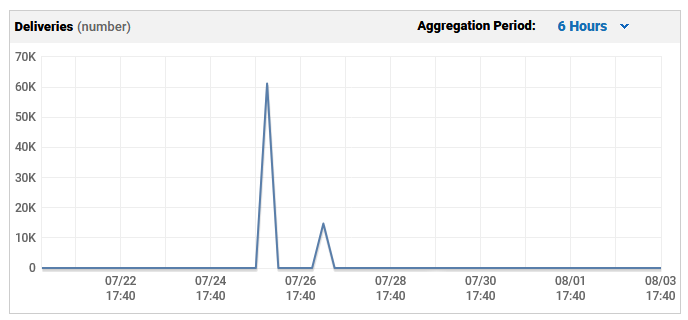 Deliveries (number) Aggregation Period: 6 Hours
70K
60K
50K
40K
30K
20K
10K
0
07/22 07/24 07/26 07/28 07/30 08/01 08/03
17:40 17:40 17:40 17:40 17:40 17:40 17:40